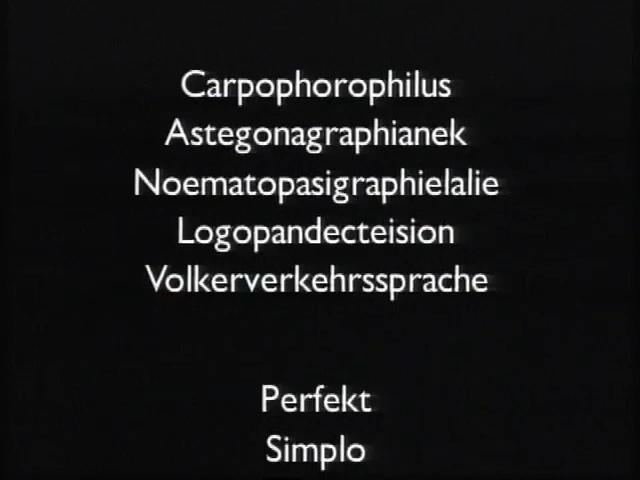 Carpophorophilus
Astegonagraphianek
Noematopasigraphielalie
Logopandecteision
Volkerverkehrssprache
Perfekt
Simplo